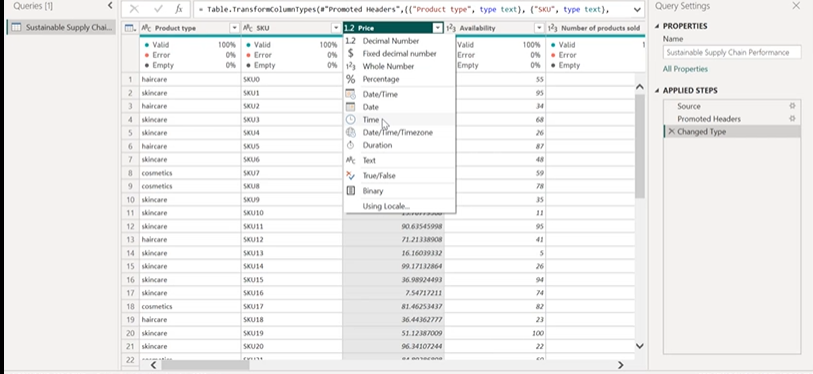 Queries [1]
fx
= Table.TransformColumnTypes(#"Promoted Headers",{{"Product type", type text}, {"SKU", type text},
Query Settings
Sustainable Supply Chai...
ABC Product type
ABC SKU
1.2 Price
123 Availability
123 Number of products sold
PROPERTIES
Name
Sustainable Supply Chain Performance
All Properties
APPLIED STEPS
Source
Promoted Headers
Changed Type
Valid 100%
Error 0%
Empty 0%
Valid 100%
Error 0%
Empty 0%
Valid 100%
Error 0%
Empty 0%
Valid 1
Error
Empty
1.2 Decimal Number
$ Fixed decimal number
123 Whole Number
% Percentage
Date/Time
Date
Time
Date/Time/Timezone
Duration
ABC Text
True/False
Binary
Using Locale...
1 haircare SKU0 55
2 skincare SKU1 95
3 haircare SKU2 34
4 skincare SKU3 68
5 skincare SKU4 26
6 haircare SKU5 87
7 skincare SKU6 48
8 cosmetics SKU7 59
9 cosmetics SKU8 78
10 skincare SKU9 35
11 skincare SKU10 11
12 skincare SKU11 90.63545998 95
13 haircare SKU12 71.21338908 41
14 skincare SKU13 16.16039332 5
15 skincare SKU14 99.17132864 26
16 skincare SKU15 36.98924493 94
17 skincare SKU16 7.54717211 74
18 cosmetics SKU17 81.46253437 82
19 haircare SKU18 36.44362777 23
20 skincare SKU19 51.12387009 100
21 skincare SKU20 96.34107244 22
22